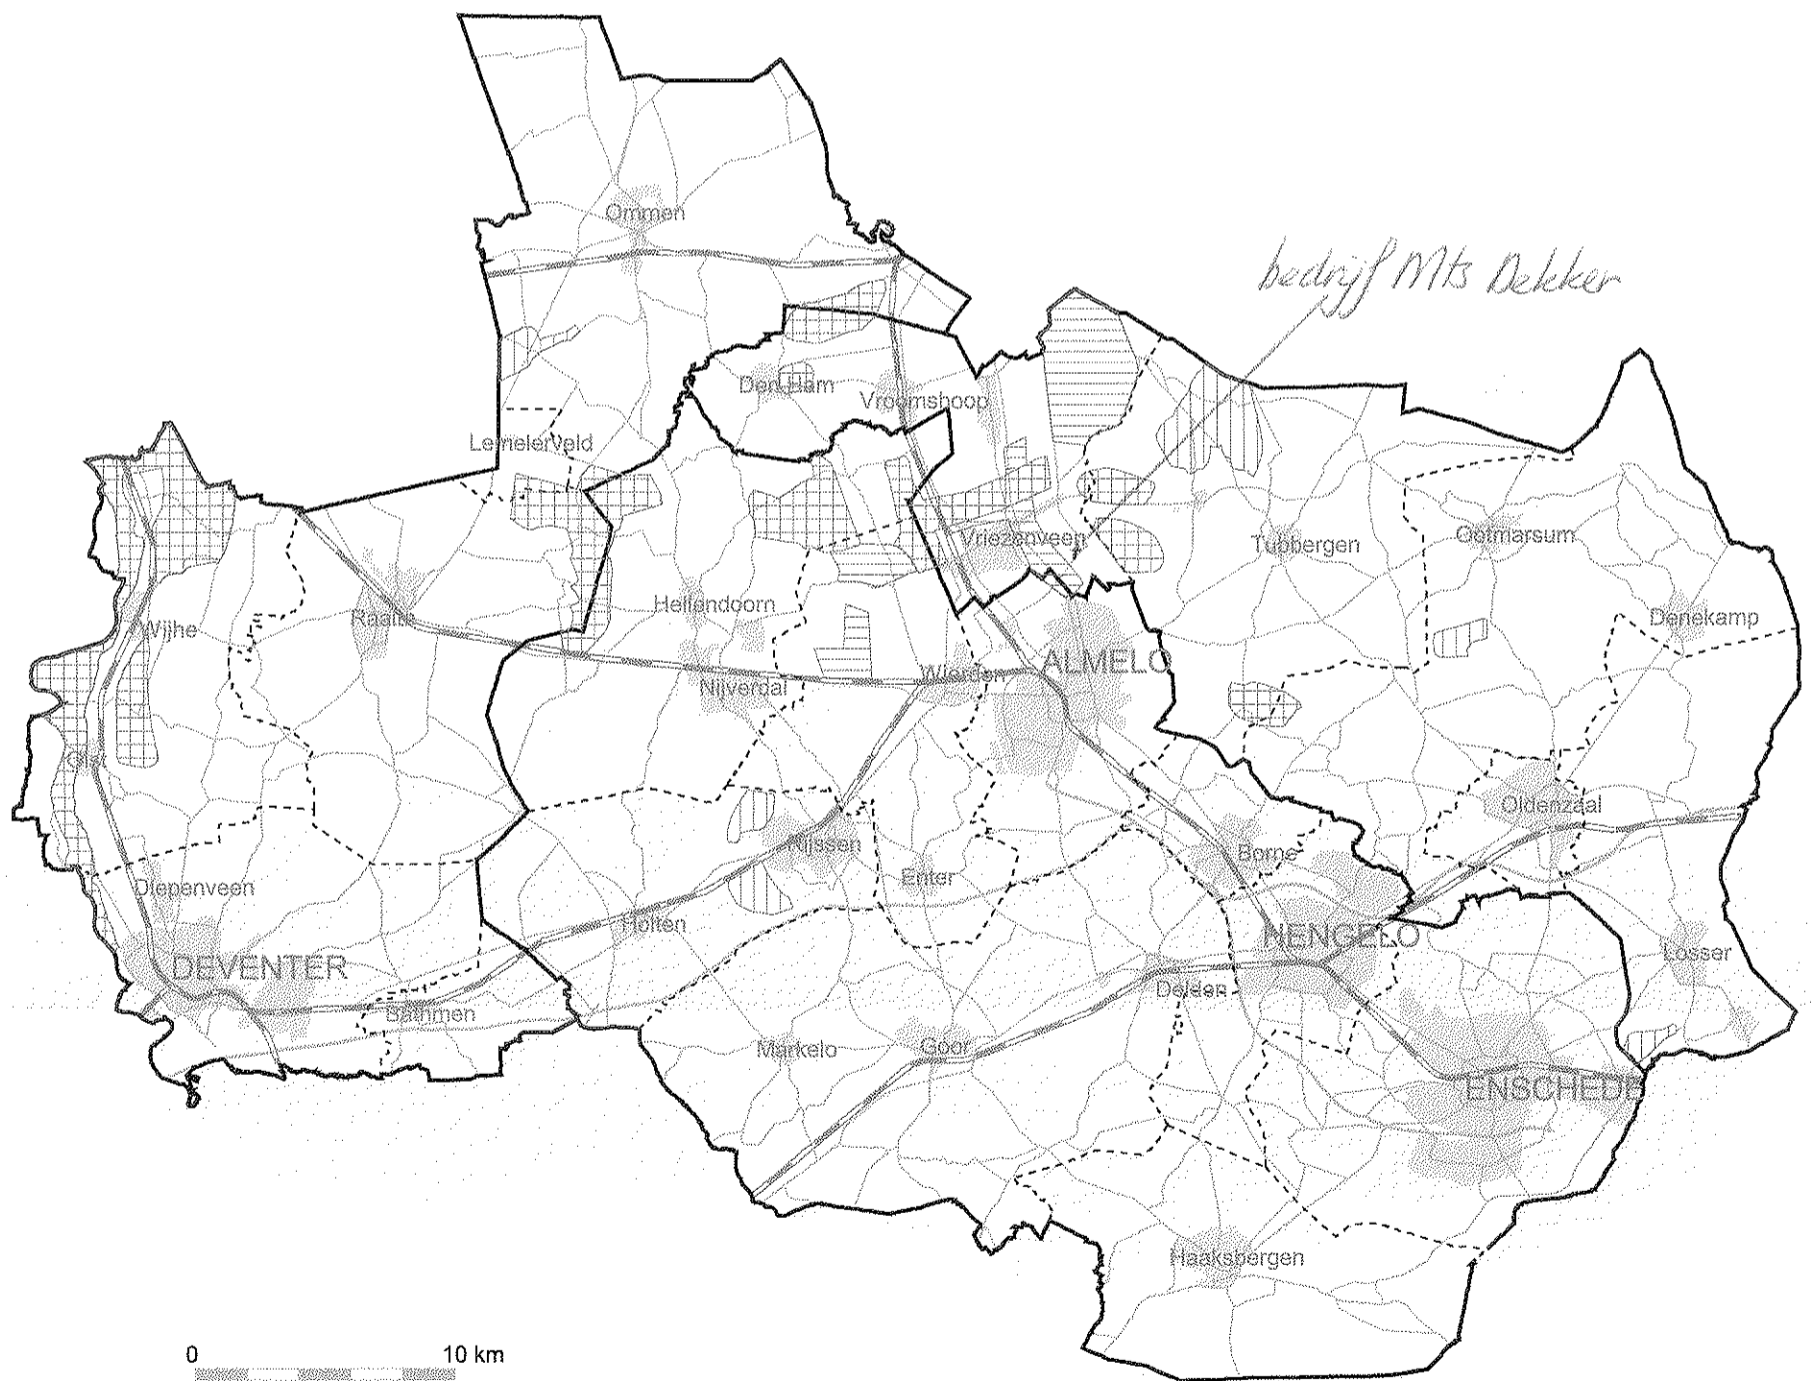 Ommen
bedrijf Mts Dekker
Den Ham
Vroomshoop
Lemelerveld
Vriezenveen
Tubbergen
Ootmarsum
Hellendoorn
Denekamp
Wijhe
Raalte
ALMELO
Wierden
Nijverdal
Olst
Oldenzaal
Rijssen
Borne
Enter
Diepenveen
Holten
HENGELO
Losser
DEVENTER
Delden
Bathmen
Markelo
Goor
ENSCHEDE
Haaksbergen
0 10 km